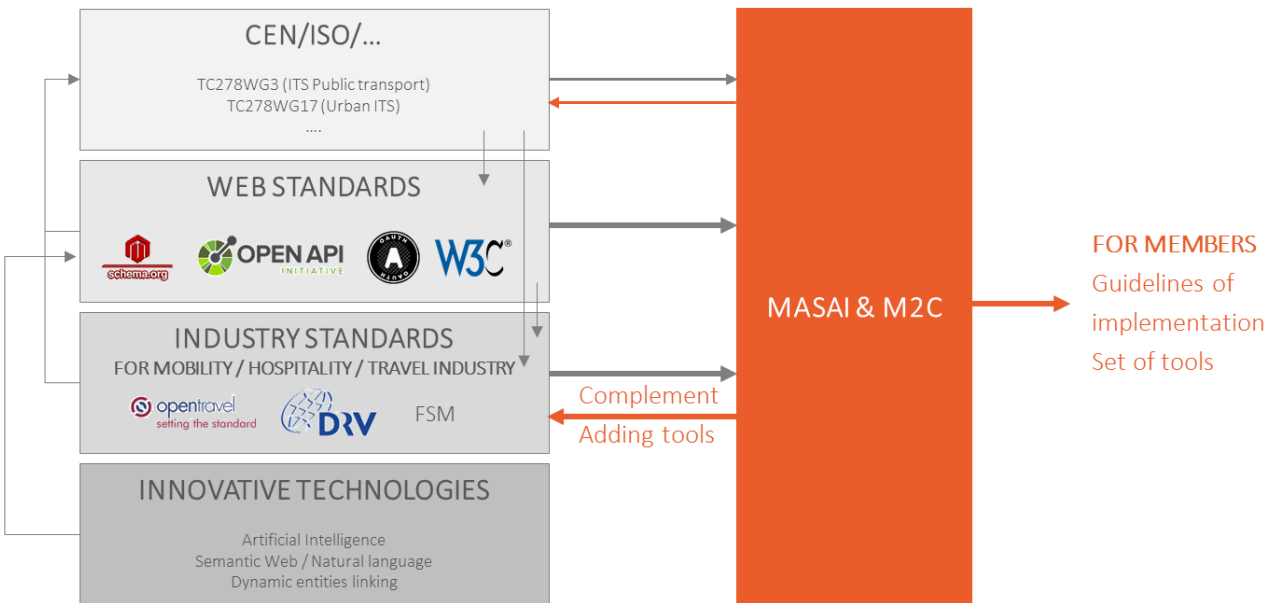 CEN/ISO/…
TC278WG3 (ITS Public transport)
TC278WG17 (Urban ITS)
….
WEB STANDARDS
schema.org
OPEN API
INITIATIVE
OAUTH
A
OAUTH
W3C®
INDUSTRY STANDARDS
FOR MOBILITY / HOSPITALITY / TRAVEL INDUSTRY
opentravel
setting the standard
DRV
FSM
INNOVATIVE TECHNOLOGIES
Artificial Intelligence
Semantic Web / Natural language
Dynamic entities linking
Complement
Adding tools
MASAI & M2C
FOR MEMBERS
Guidelines of
implementation
Set of tools